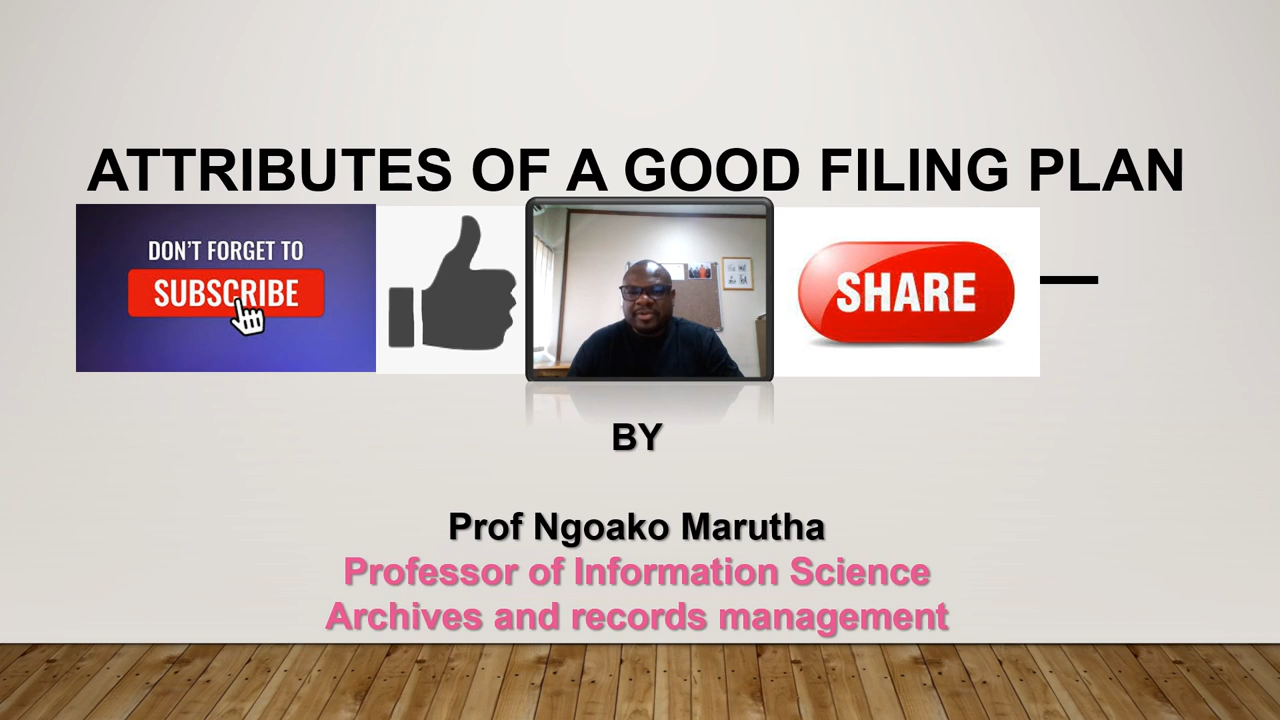 ATTRIBUTES OF A GOOD FILING PLAN
DON'T FORGET TO
SUBSCRIBE
SHARE
BY
Prof Ngoako Marutha
Professor of Information Science
Archives and records management